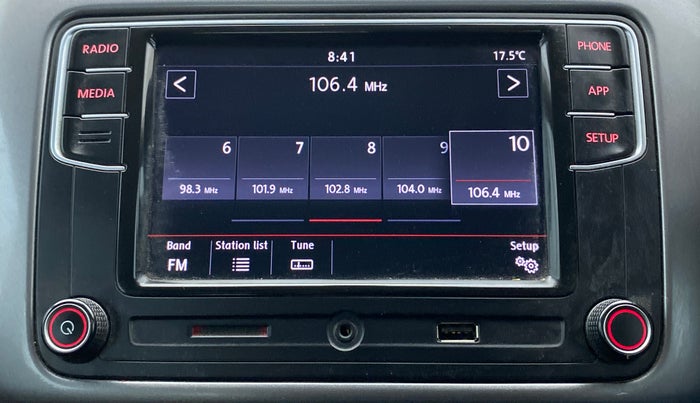 RADIO
MEDIA
8:41
17.5°C
< 106.4 MHz >
6 7 8 9 10
98.3 MHz 101.9 MHz 102.8 MHz 104.0 MHz 106.4 MHz
Band Station list Tune Setup
FM
PHONE
APP
SETUP